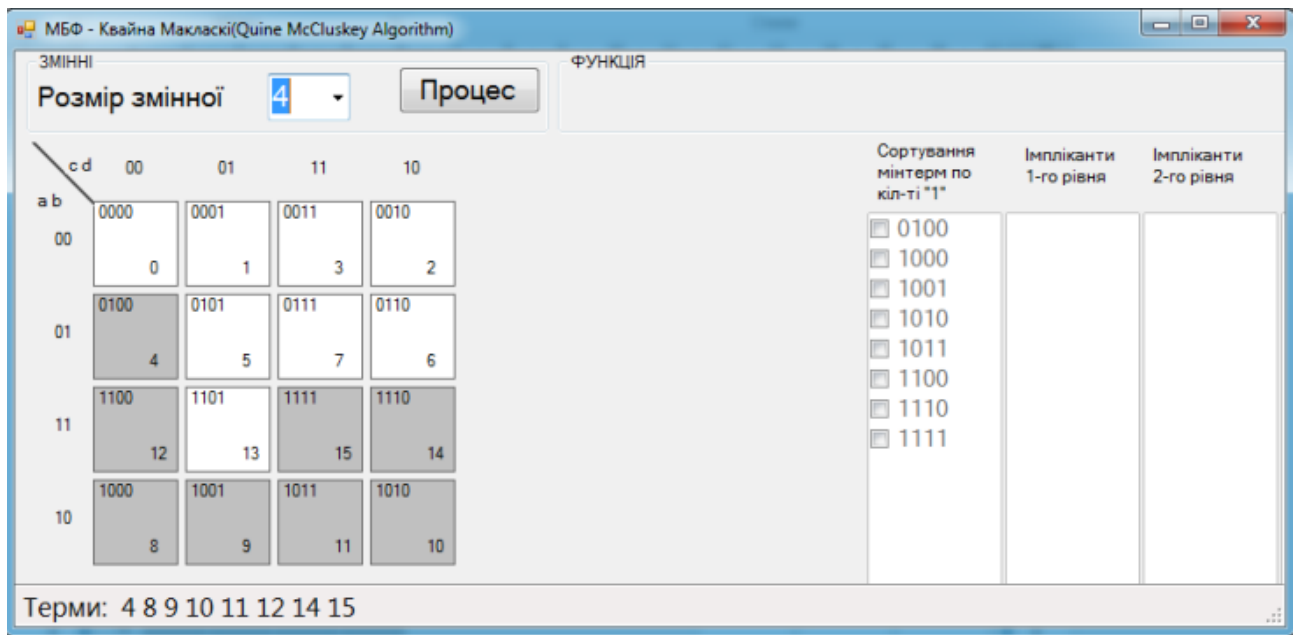 МБФ - Квайна Макласкі(Quine McCluskey Algorithm)
ЗМІННІ
ФУНКЦІЯ
Розмір змінної 4 Процес
c d 00 01 11 10
a b
Сортування мінтерм по кіл-ті "1"
Імпліканти 1-го рівня
Імпліканти 2-го рівня
0000 0001 0011 0010
00
0 1 3 2
0100 0101 0111 0110
01
4 5 7 6
1100 1101 1111 1110
11
12 13 15 14
1000 1001 1011 1010
10
8 9 11 10
0100
1000
1001
1010
1011
1100
1110
1111
Терми: 4 8 9 10 11 12 14 15